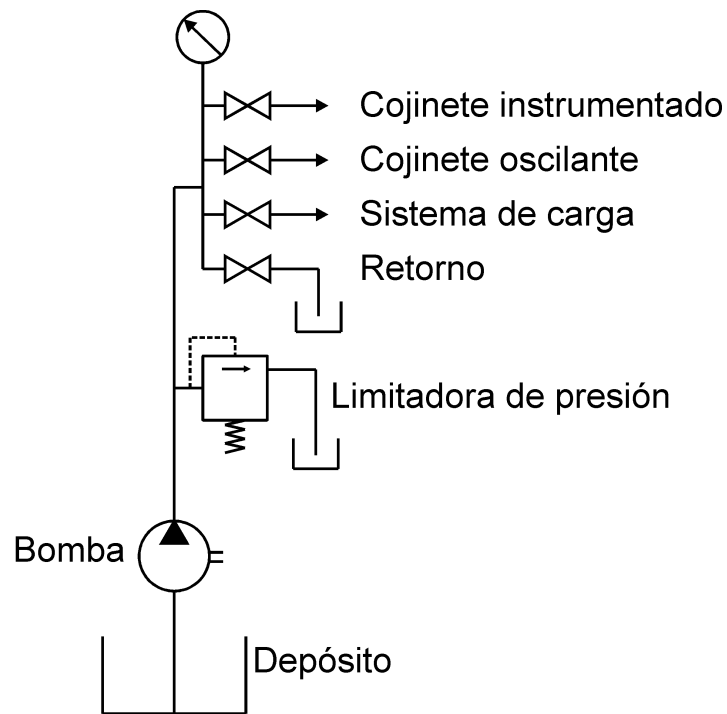 Cojinete instrumentado
Cojinete oscilante
Sistema de carga
Retorno
Limitadora de presión
Bomba
Depósito